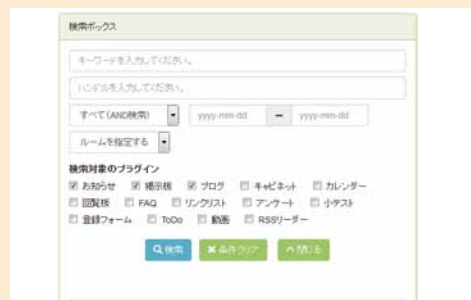 検索ボックス
キーワードを入力してください。
ハンドルを入力してください。
すべて(AND検索) yyyy-mm-dd − yyyy-mm-dd
ルームを指定する
検索対象のプラグイン
お知らせ 掲示板 ブログ キャビネット カレンダー
回覧板 FAQ リンクリスト アンケート 小テスト
登録フォーム ToDo 動画 RSSリーダー
検索 条件クリア 閉じる